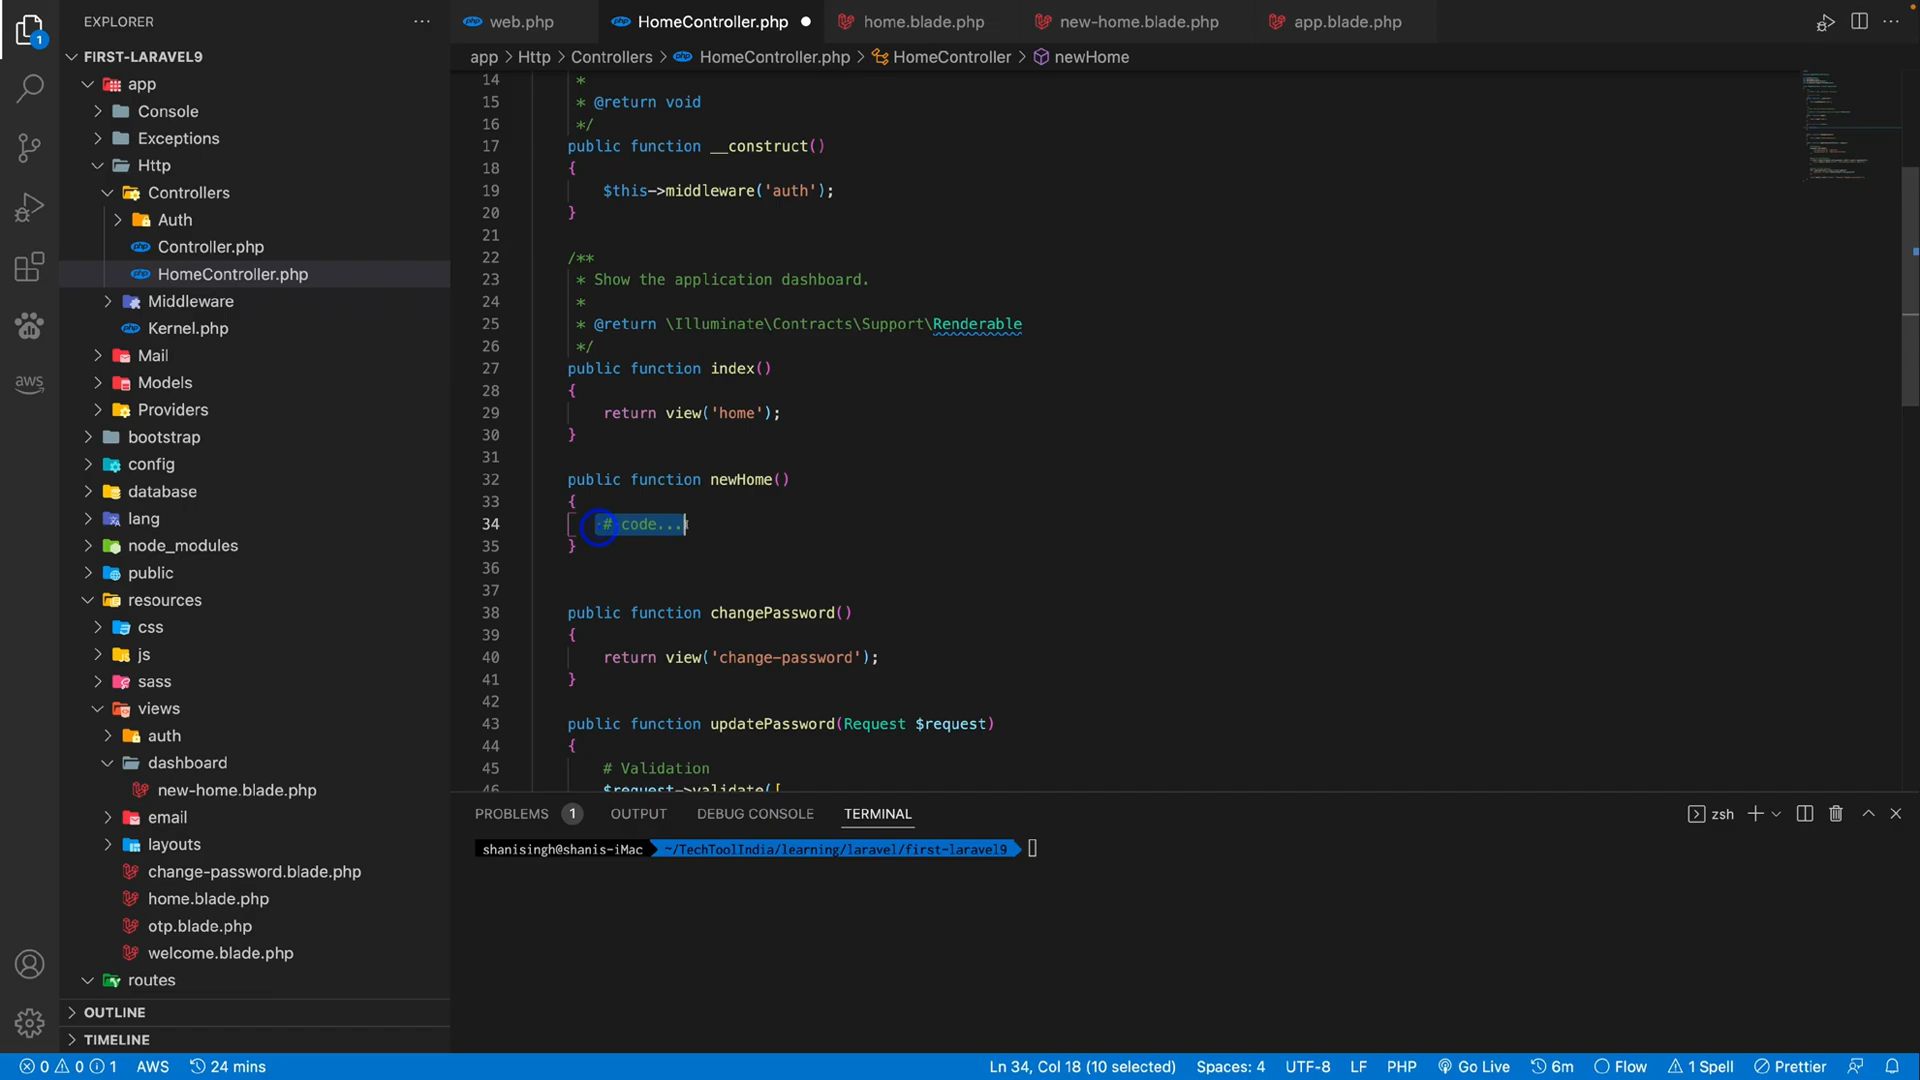 EXPLORER
FIRST-LARAVEL9
app
Console
Exceptions
Http
Controllers
Auth
Controller.php
HomeController.php
Middleware
Kernel.php
Mail
Models
Providers
bootstrap
config
database
lang
node_modules
public
resources
css
js
sass
views
auth
dashboard
new-home.blade.php
email
layouts
change-password.blade.php
home.blade.php
otp.blade.php
welcome.blade.php
routes
OUTLINE
TIMELINE
1
aws
web.php
HomeController.php
home.blade.php
new-home.blade.php
app.blade.php
app > Http > Controllers > HomeController.php > HomeController > newHome
14 *
15 * @return void
16 */
17 public function __construct()
18 {
19 $this->middleware('auth');
20 }
21
22 /**
23 * Show the application dashboard.
24 *
25 * @return \Illuminate\Contracts\Support\Renderable
26 */
27 public function index()
28 {
29 return view('home');
30 }
31
32 public function newHome()
33 {
34 # code...
35 }
36
37
38 public function changePassword()
39 {
40 return view('change-password');
41 }
42
43 public function updatePassword(Request $request)
44 {
45 # Validation
46 $request->validate([
PROBLEMS 1 OUTPUT DEBUG CONSOLE TERMINAL
zsh
shanisingh@shanis-iMac ~/TechToolIndia/learning/laravel/first-laravel9
0 0 1 AWS 24 mins
Ln 34, Col 18 (10 selected) Spaces: 4 UTF-8 LF PHP Go Live 6m Flow 1 Spell Prettier